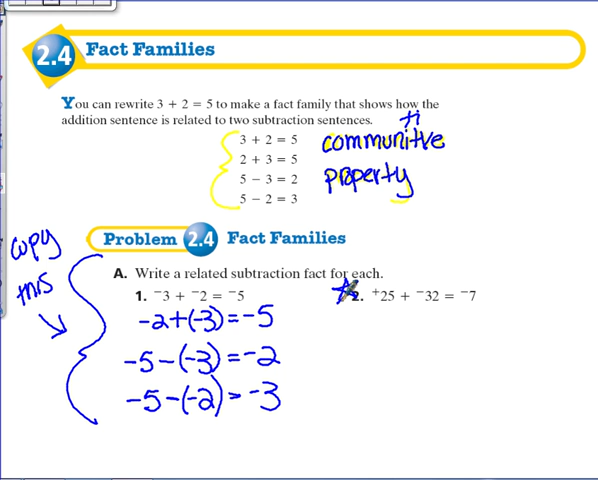 2.4 Fact Families
You can rewrite 3 + 2 = 5 to make a fact family that shows how the
addition sentence is related to two subtraction sentences.
3 + 2 = 5
2 + 3 = 5
5 − 3 = 2
5 − 2 = 3
ti
communitve
property
copy
this
Problem 2.4 Fact Families
A. Write a related subtraction fact for each.
1. ⁻3 + ⁻2 = ⁻5
2. ⁺25 + ⁻32 = ⁻7
-2+(-3)=-5
-5-(-3)=-2
-5-(-2)=-3